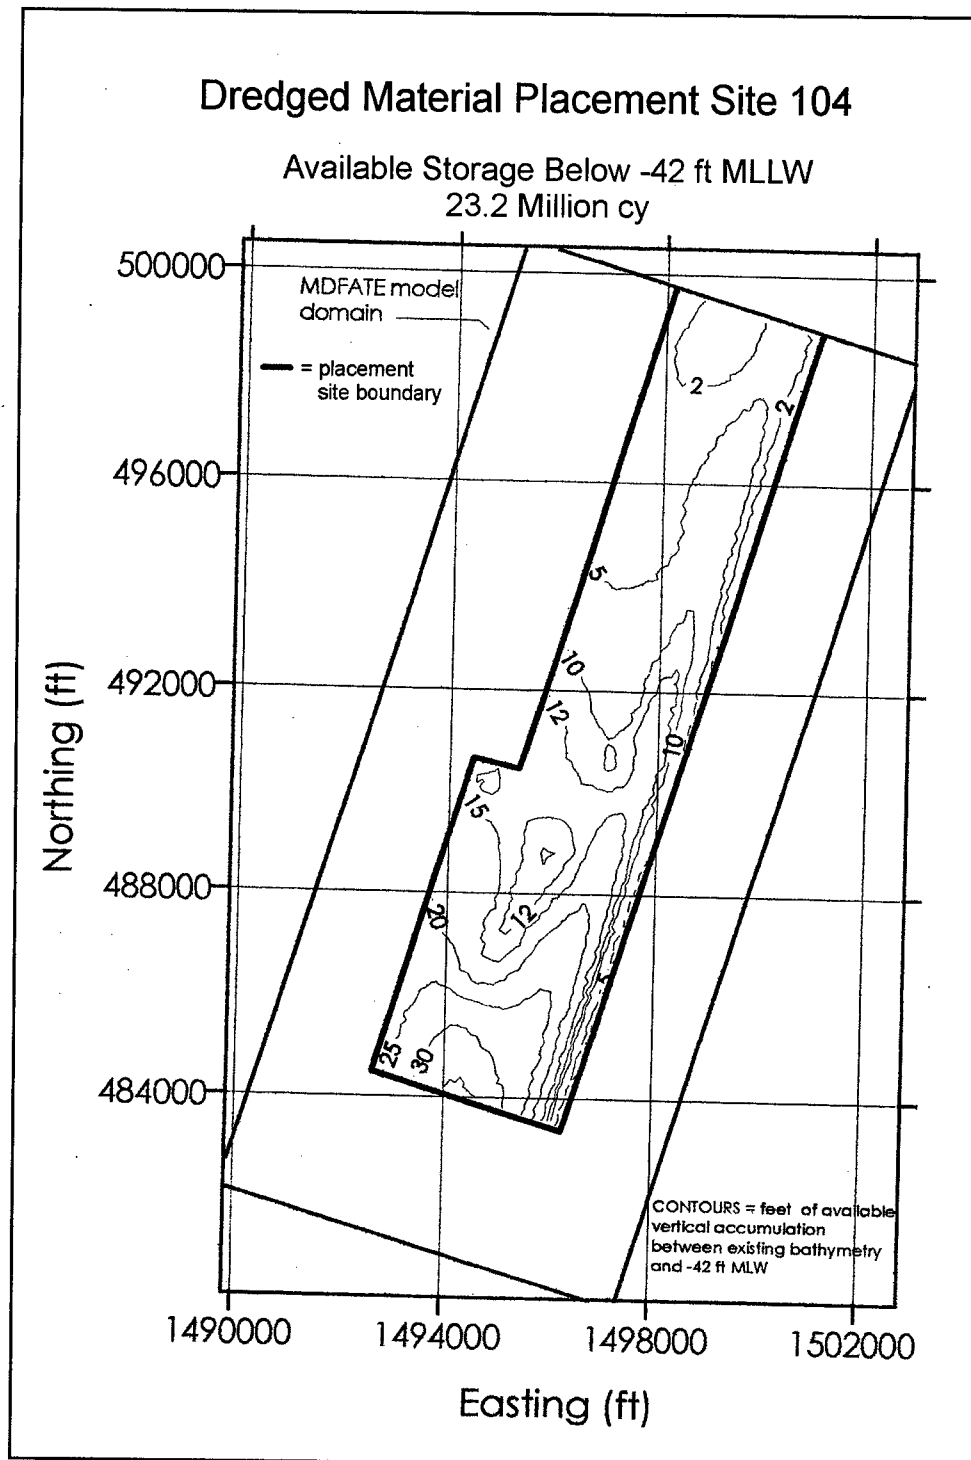 Dredged Material Placement Site 104
Available Storage Below -42 ft MLLW
23.2 Million cy
500000
MDFATE model
domain
= placement
site boundary
2
2
496000
5
10
492000
12
10
15
488000
20
12
5
25
30
484000
CONTOURS = feet of available
vertical accumulation
between existing bathymetry
and -42 ft MLW
1490000
1494000
1498000
1502000
Northing (ft)
Easting (ft)